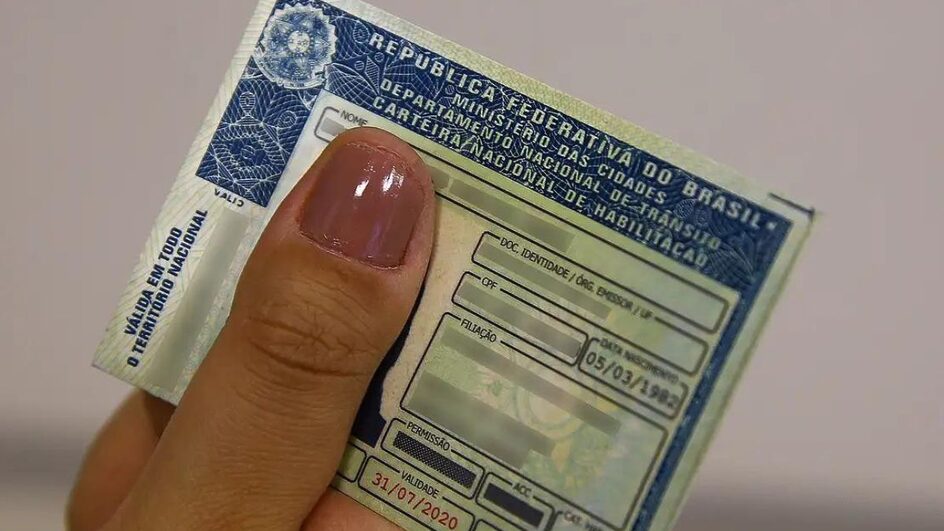 REPÚBLICA FEDERATIVA DO BRASIL
MINISTÉRIO DAS CIDADES
DEPARTAMENTO NACIONAL DE TRÂNSITO
CARTEIRA NACIONAL DE HABILITAÇÃO
NOME
DOC. IDENTIDADE / ÓRG. EMISSOR / UF
CPF
DATA NASCIMENTO
05/03/1982
FILIAÇÃO
PERMISSÃO
ACC
VALIDADE
31/07/2020
VÁLIDA EM TODO
O TERRITÓRIO NACIONAL